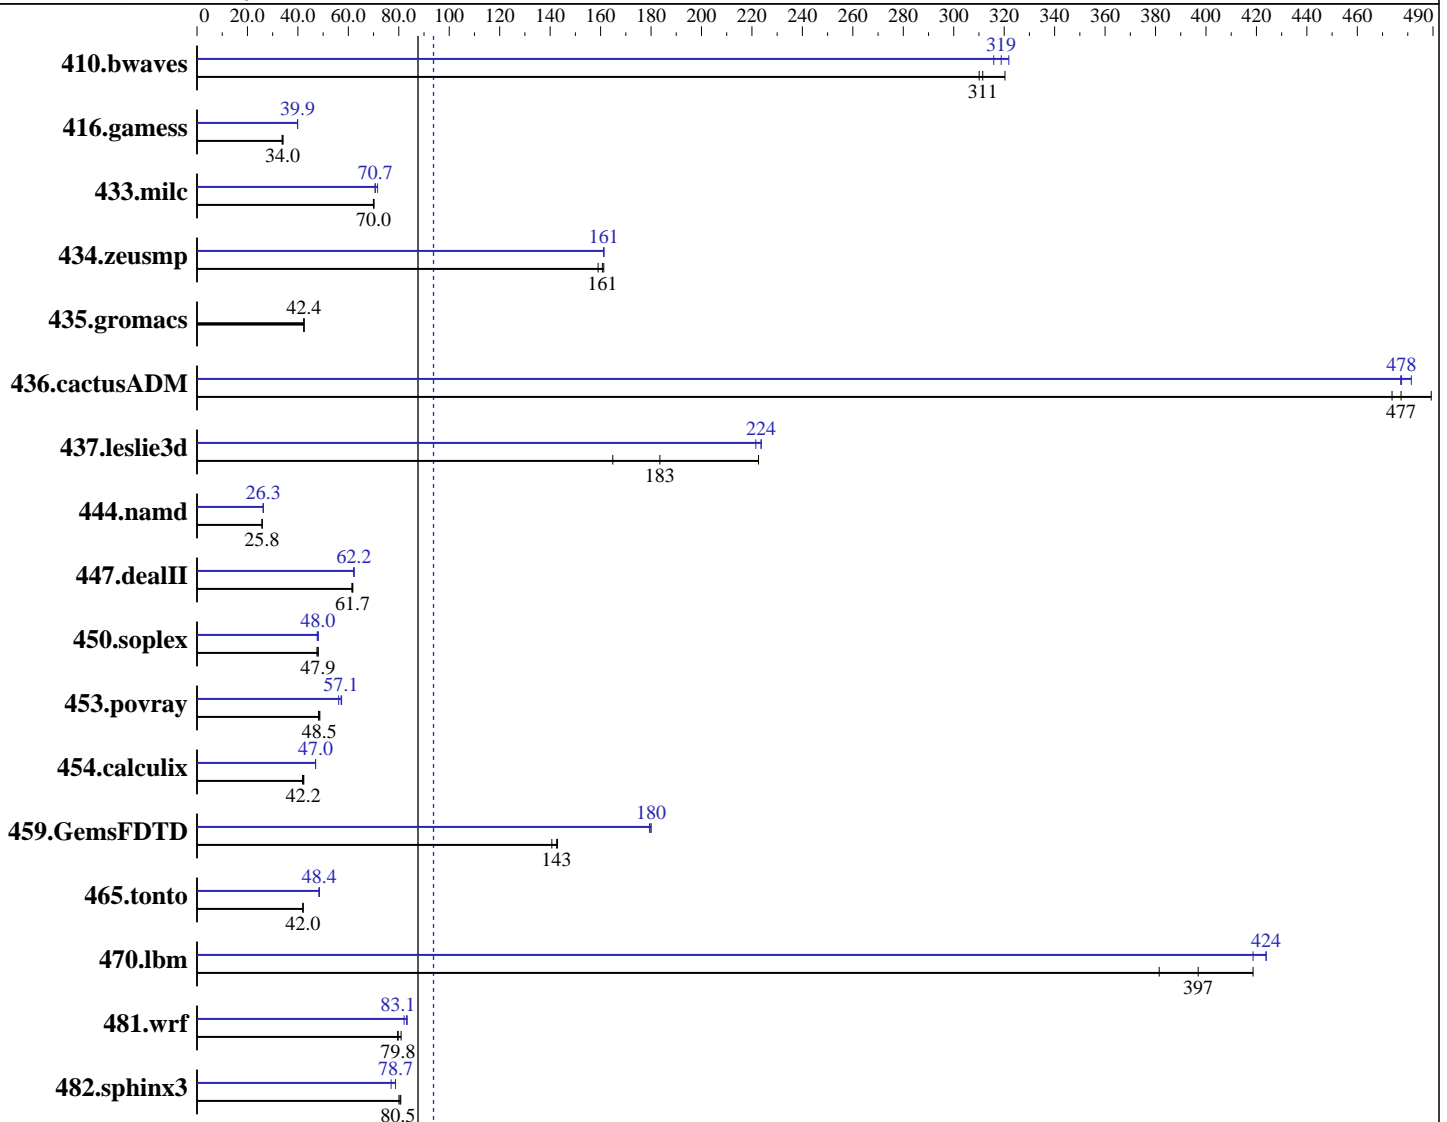 0 20.0 40.0 60.0 80.0 100 120 140 160 180 200 220 240 260 280 300 320 340 360 380 400 420 440 460 490
319
410.bwaves
311
39.9
416.gamess
34.0
70.7
433.milc
70.0
161
434.zeusmp
161
42.4
435.gromacs
478
436.cactusADM
477
224
437.leslie3d
183
26.3
444.namd
25.8
62.2
447.dealII
61.7
48.0
450.soplex
47.9
57.1
453.povray
48.5
47.0
454.calculix
42.2
180
459.GemsFDTD
143
48.4
465.tonto
42.0
424
470.lbm
397
83.1
481.wrf
79.8
78.7
482.sphinx3
80.5